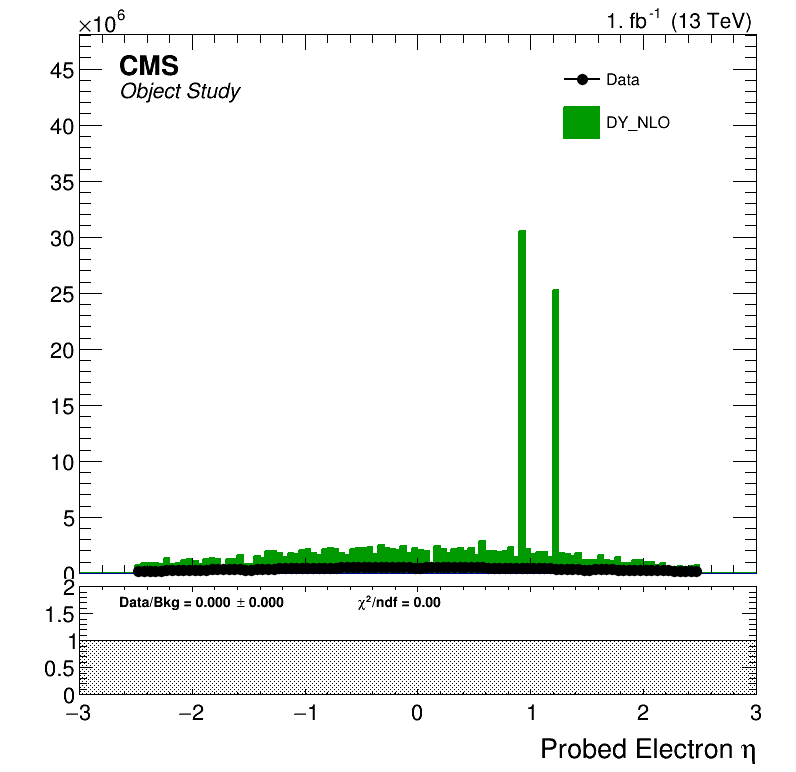 ×10⁶
1. fb⁻¹ (13 TeV)
CMS
Object Study
Data
DY_NLO
45
40
35
30
25
20
15
10
5
0
Data/Bkg = 0.000 ± 0.000
χ²/ndf = 0.00
2
1.5
1
0.5
0
−3 −2 −1 0 1 2 3
Probed Electron η